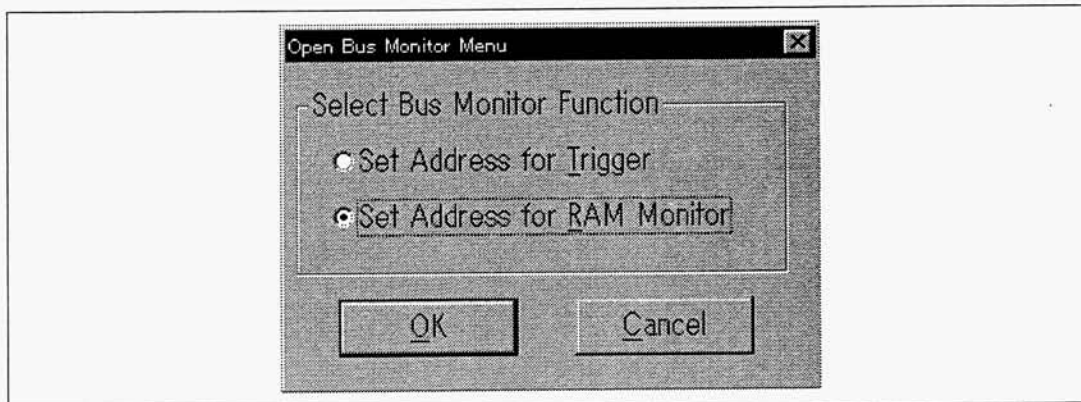 Open Bus Monitor Menu
Select Bus Monitor Function
Set Address for Trigger
Set Address for RAM Monitor
OK
Cancel